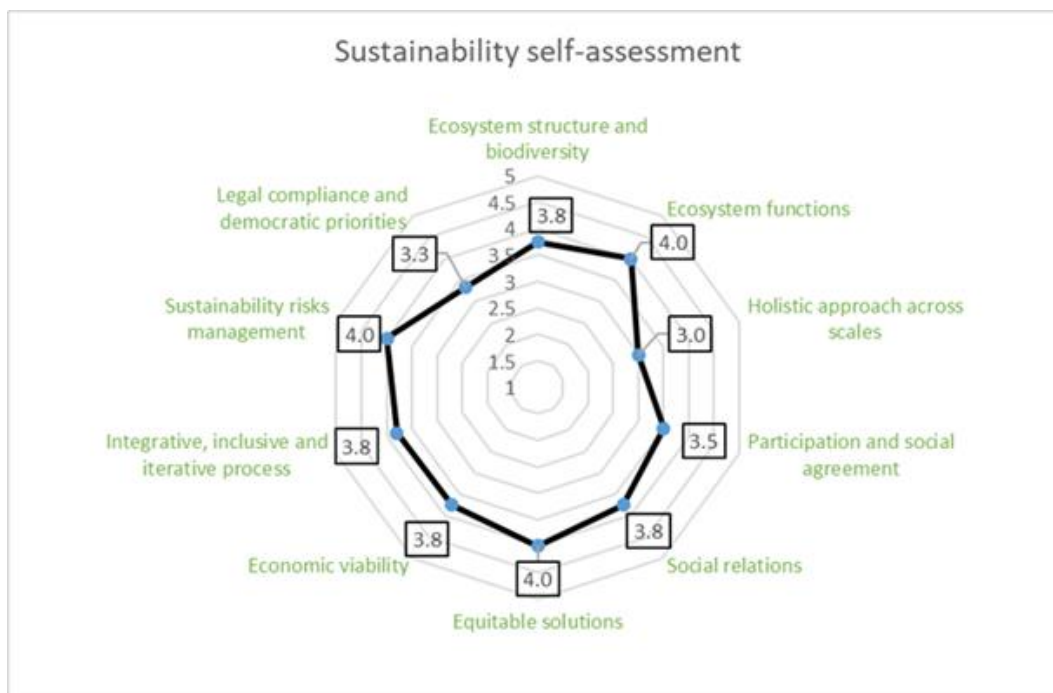 Sustainability self-assessment
Ecosystem structure and
biodiversity
Legal compliance and
democratic priorities
Ecosystem functions
Holistic approach across
scales
Sustainability risks
management
Integrative, inclusive and
iterative process
Participation and social
agreement
Economic viability
Social relations
Equitable solutions
5
4.5
4
3.5
3
2.5
2
1.5
1
3.8
4.0
3.0
3.5
3.8
4.0
3.8
3.8
4.0
3.3